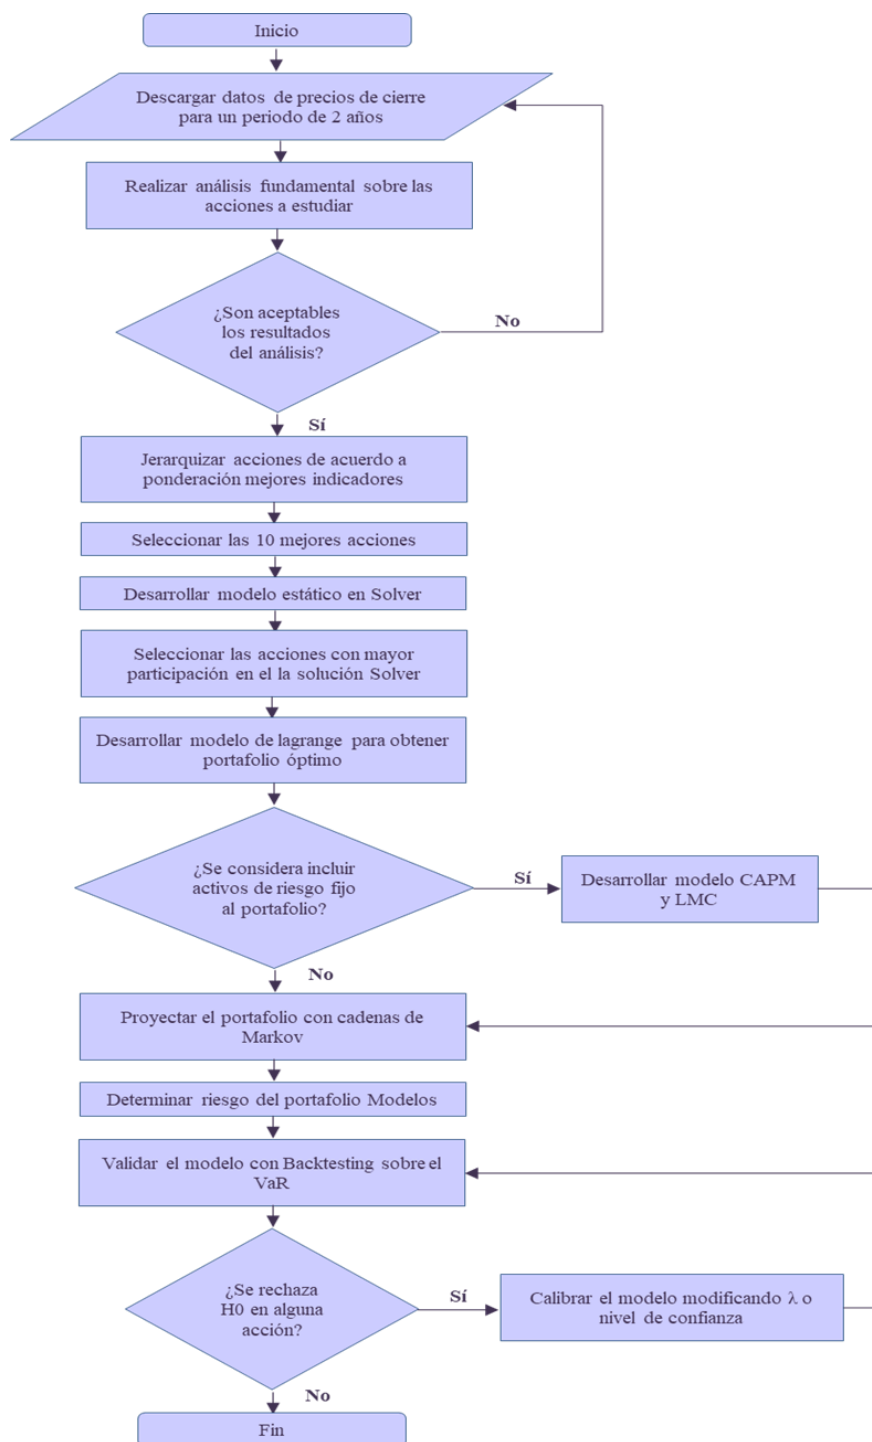 Inicio
Descargar datos de precios de cierre
para un periodo de 2 años
Realizar análisis fundamental sobre las
acciones a estudiar
¿Son aceptables
los resultados
del análisis?
No
Sí
Jerarquizar acciones de acuerdo a
ponderación mejores indicadores
Seleccionar las 10 mejores acciones
Desarrollar modelo estático en Solver
Seleccionar las acciones con mayor
participación en el la solución Solver
Desarrollar modelo de lagrange para obtener
portafolio óptimo
¿Se considera incluir
activos de riesgo fijo
al portafolio?
Sí
Desarrollar modelo CAPM
y LMC
No
Proyectar el portafolio con cadenas de
Markov
Determinar riesgo del portafolio Modelos
Validar el modelo con Backtesting sobre el
VaR
¿Se rechaza
H0 en alguna
acción?
Sí
Calibrar el modelo modificando λ o
nivel de confianza
No
Fin